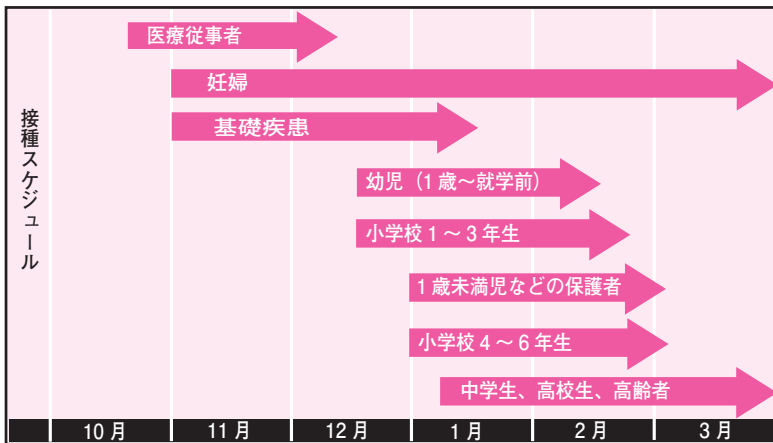 接種スケジュール
医療従事者
妊婦
基礎疾患
幼児（1歳～就学前）
小学校1～3年生
1歳未満児などの保護者
小学校4～6年生
中学生、高校生、高齢者
10月 11月 12月 1月 2月 3月